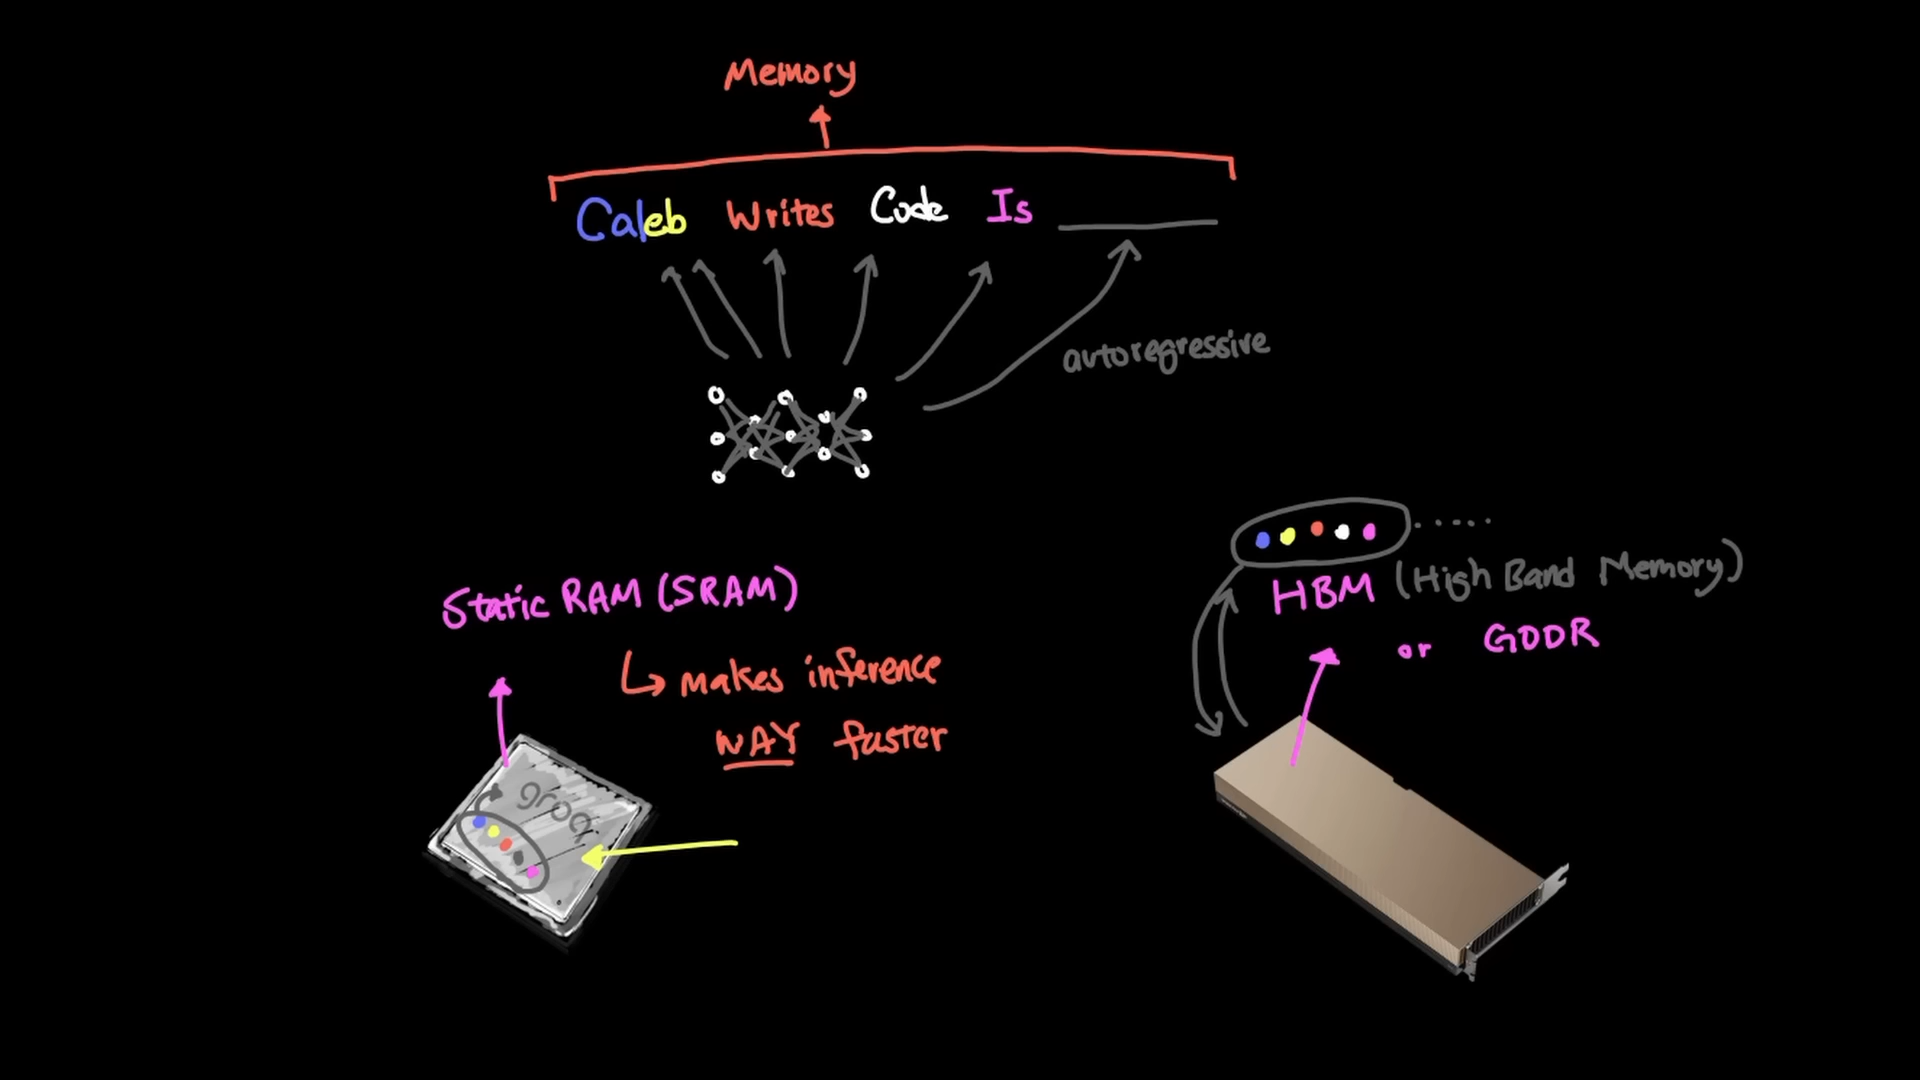 Memory
Caleb Writes Code Is
autoregressive
Static RAM (SRAM)
makes inference
WAY faster
groq
HBM (High Band Memory)
or GDDR